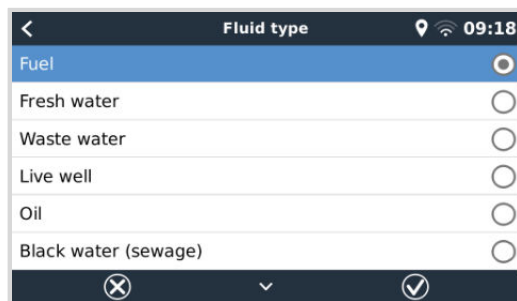 Fluid type 09:18
Fuel
Fresh water
Waste water
Live well
Oil
Black water (sewage)